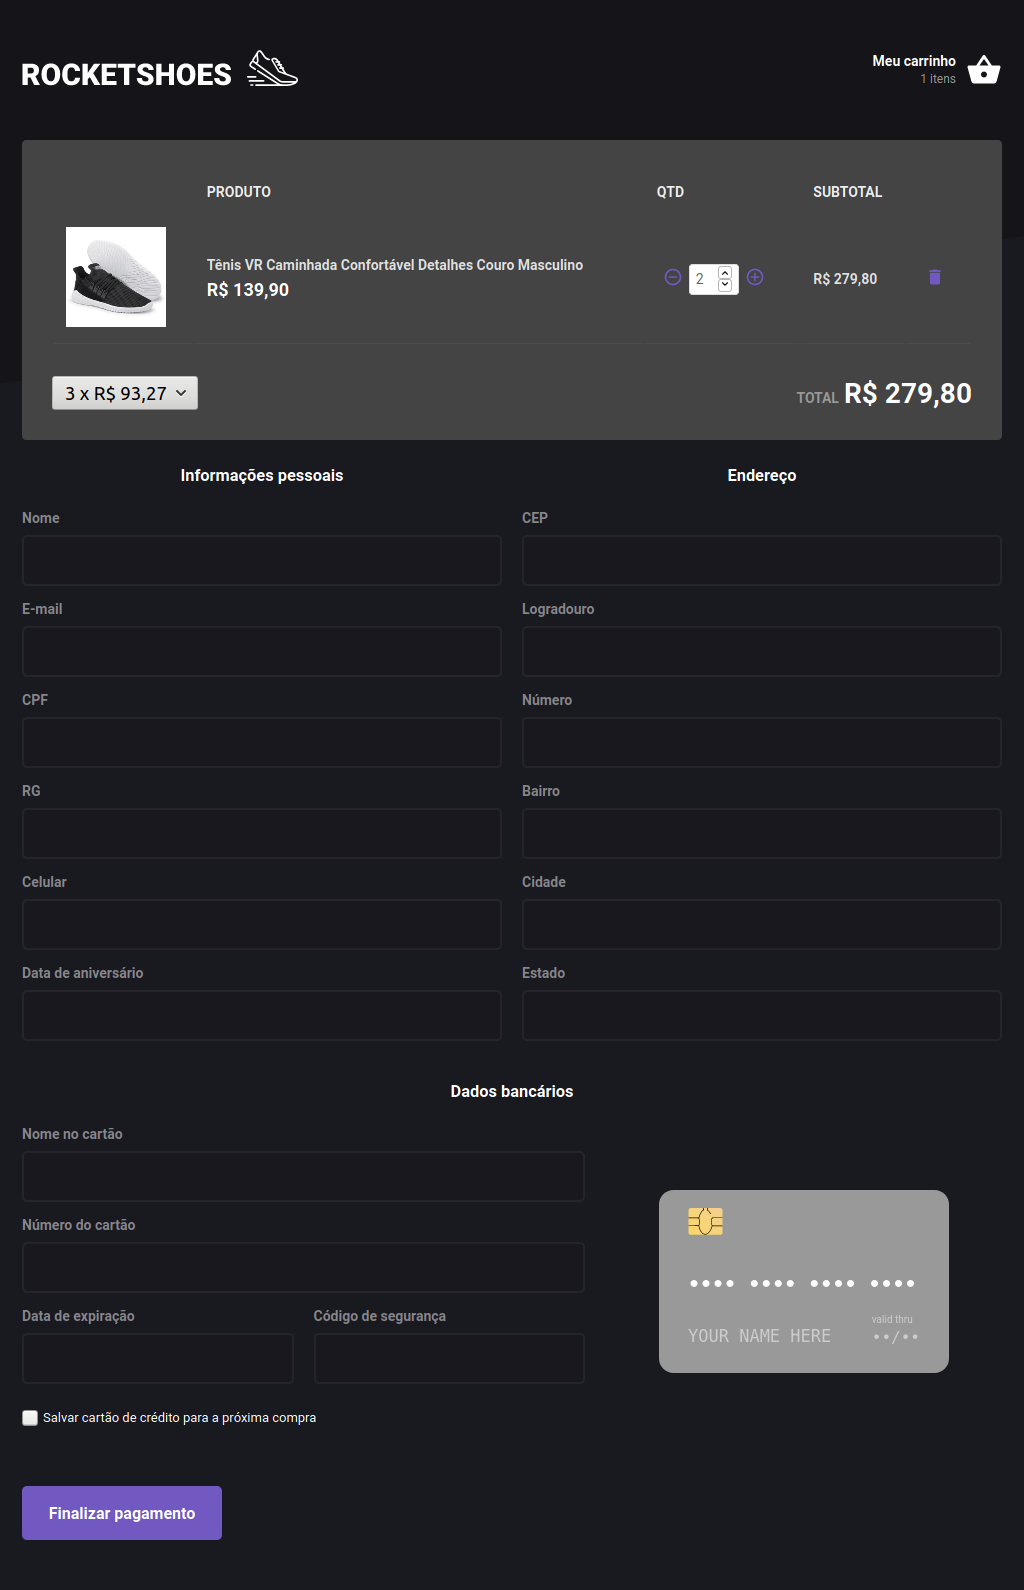 ROCKETSHOES
Meu carrinho
1 itens
PRODUTO QTD SUBTOTAL
Tênis VR Caminhada Confortável Detalhes Couro Masculino
R$ 139,90
2
R$ 279,80
3 x R$ 93,27
TOTAL R$ 279,80
Informações pessoais
Nome
E-mail
CPF
RG
Celular
Data de aniversário
Endereço
CEP
Logradouro
Número
Bairro
Cidade
Estado
Dados bancários
Nome no cartão
Número do cartão
Data de expiração
Código de segurança
Salvar cartão de crédito para a próxima compra
•••• •••• •••• ••••
valid thru
YOUR NAME HERE ••/••
Finalizar pagamento